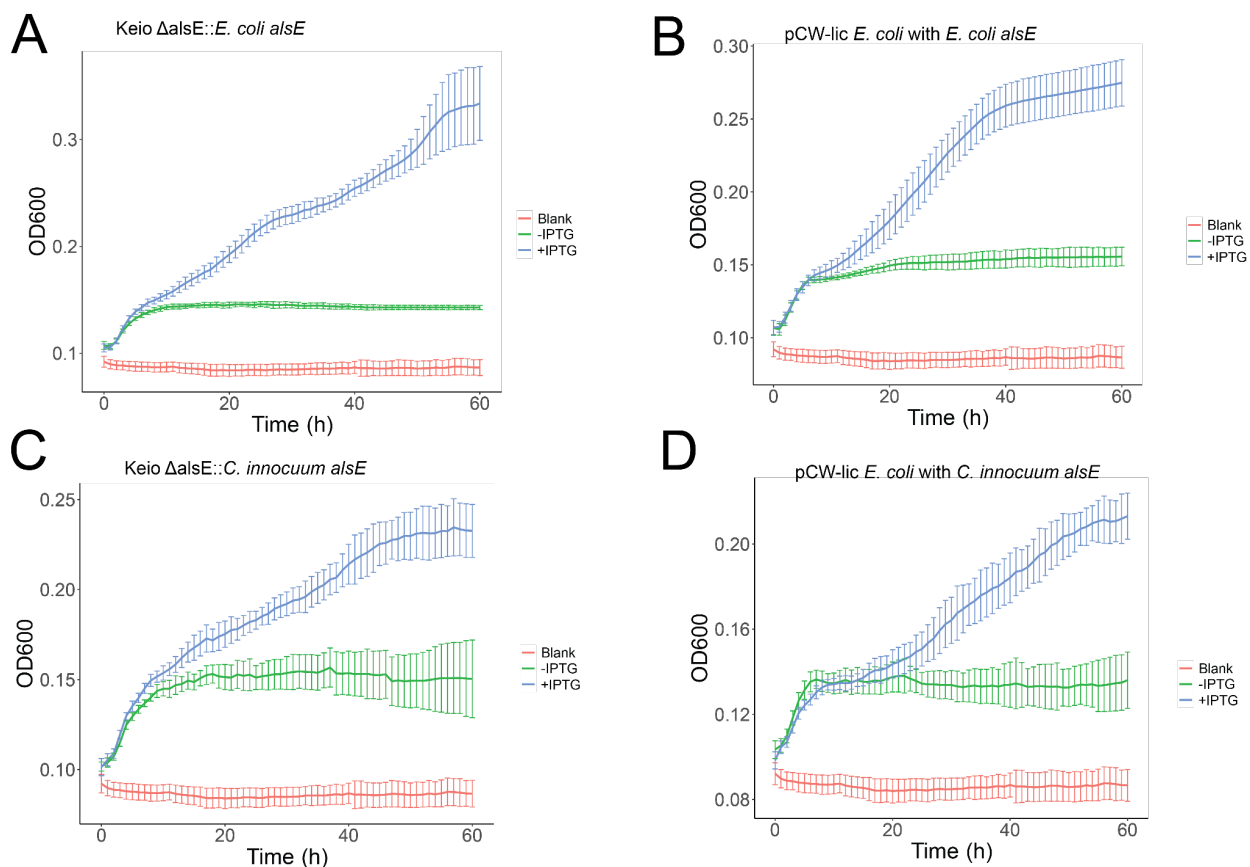 A
Keio ΔalsE::E. coli alsE
OD600
0.3
0.2
0.1
0
20
40
60
Time (h)
Blank
-IPTG
+IPTG
B
pCW-lic E. coli with E. coli alsE
OD600
0.30
0.25
0.20
0.15
0.10
0
20
40
60
Time (h)
Blank
-IPTG
+IPTG
C
Keio ΔalsE::C. innocuum alsE
OD600
0.25
0.20
0.15
0.10
0
20
40
60
Time (h)
Blank
-IPTG
+IPTG
D
pCW-lic E. coli with C. innocuum alsE
OD600
0.20
0.16
0.12
0.08
0
20
40
60
Time (h)
Blank
-IPTG
+IPTG